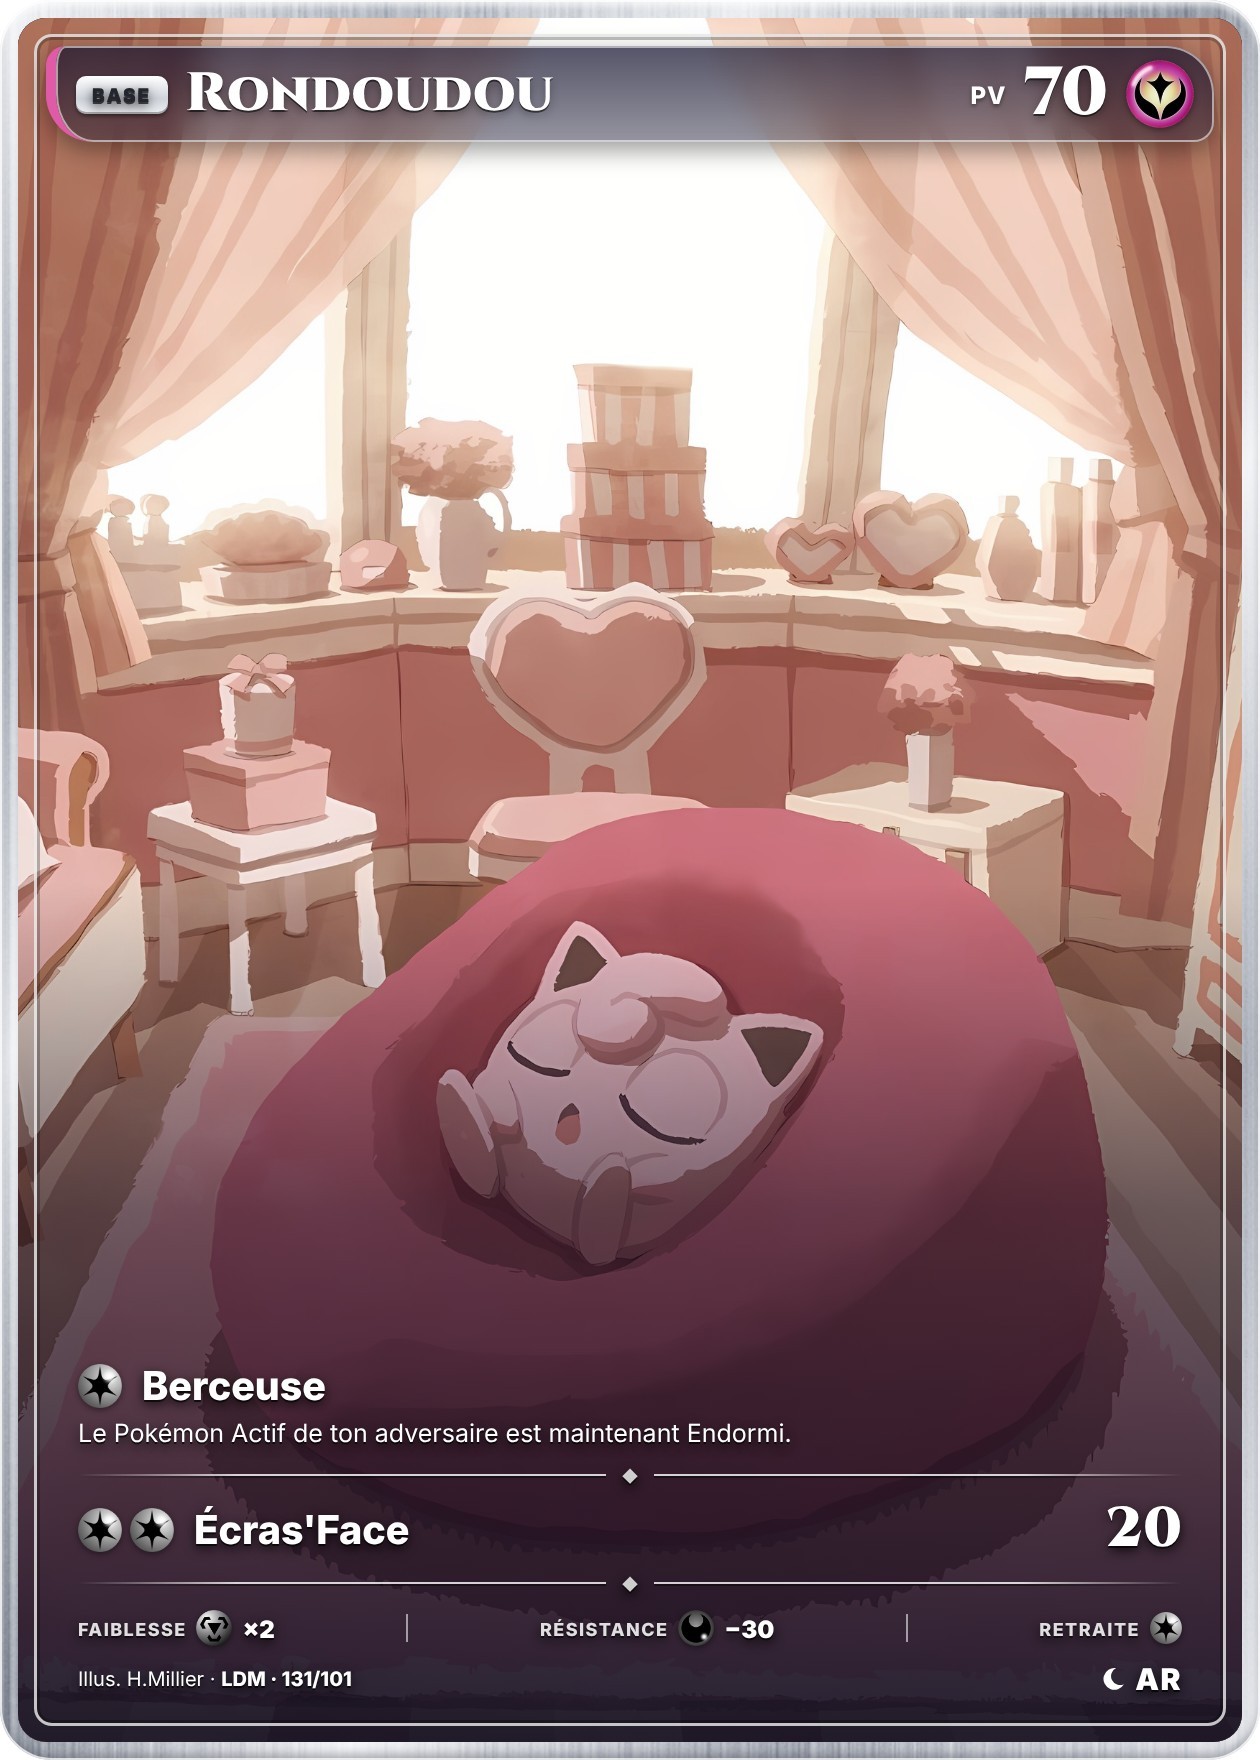 BASE Rondoudou PV 70
Berceuse
Le Pokémon Actif de ton adversaire est maintenant Endormi.
Écras'Face 20
FAIBLESSE ×2 RÉSISTANCE −30 RETRAITE
Illus. H.Millier · LDM · 131/101 AR